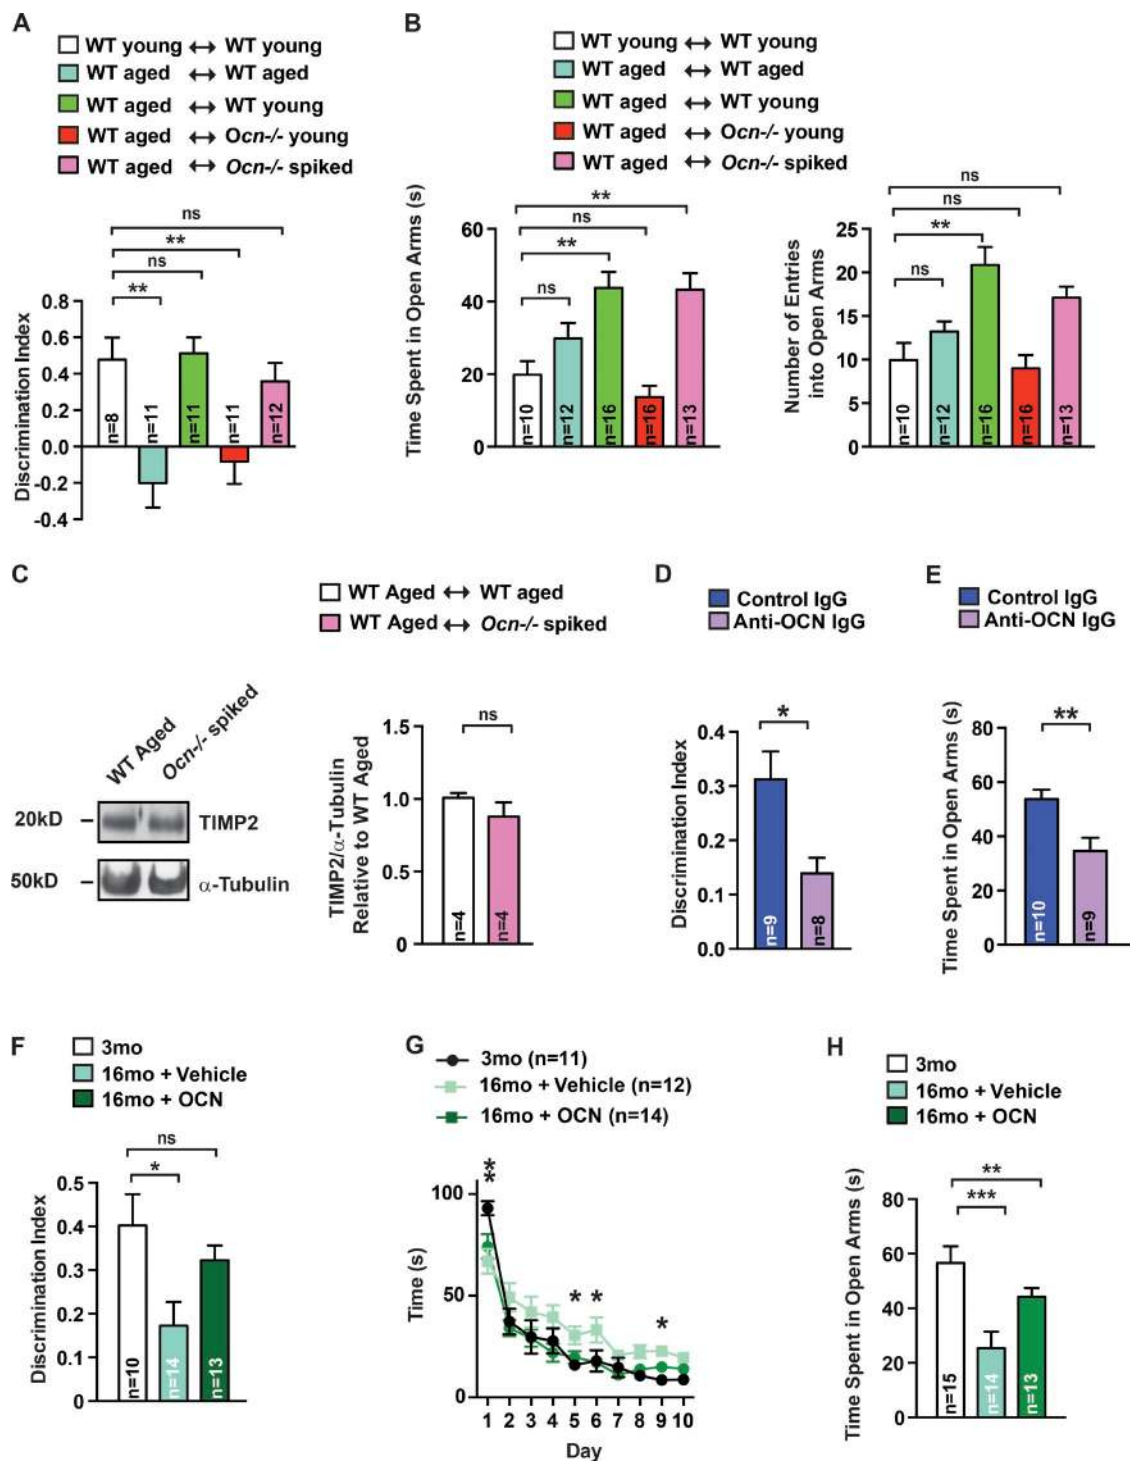 A
WT young ↔ WT young
WT aged ↔ WT aged
WT aged ↔ WT young
WT aged ↔ Ocn-/- young
WT aged ↔ Ocn-/- spiked
ns
**
ns
**
Discrimination Index
0.8
0.6
0.4
0.2
0.0
-0.2
-0.4
n=8
n=11
n=11
n=11
n=12
B
WT young ↔ WT young
WT aged ↔ WT aged
WT aged ↔ WT young
WT aged ↔ Ocn-/- young
WT aged ↔ Ocn-/- spiked
Time Spent in Open Arms (s)
**
ns
**
ns
60
40
20
0
n=10
n=12
n=16
n=16
n=13
Number of Entries
into Open Arms
ns
ns
**
ns
25
20
15
10
5
0
n=10
n=12
n=16
n=16
n=13
C
WT Aged ↔ WT aged
WT Aged ↔ Ocn-/- spiked
WT Aged
Ocn-/- spiked
20kD – TIMP2
50kD – α-Tubulin
TIMP2/α-Tubulin
Relative to WT Aged
ns
1.5
1.0
0.5
0
n=4
n=4
D
Control IgG
Anti-OCN IgG
Discrimination Index
*
0.4
0.3
0.2
0.1
0.0
n=9
n=8
E
Control IgG
Anti-OCN IgG
Time Spent in Open Arms (s)
**
80
60
40
20
0
n=10
n=9
F
3mo
16mo + Vehicle
16mo + OCN
Discrimination Index
ns
*
0.5
0.4
0.3
0.2
0.1
0
n=10
n=14
n=13
G
3mo (n=11)
16mo + Vehicle (n=12)
16mo + OCN (n=14)
Time (s)
100
50
0
*
*
* * *
1 2 3 4 5 6 7 8 9 10
Day
H
3mo
16mo + Vehicle
16mo + OCN
Time Spent in Open Arms (s)
**
***
80
60
40
20
0
n=15
n=14
n=13